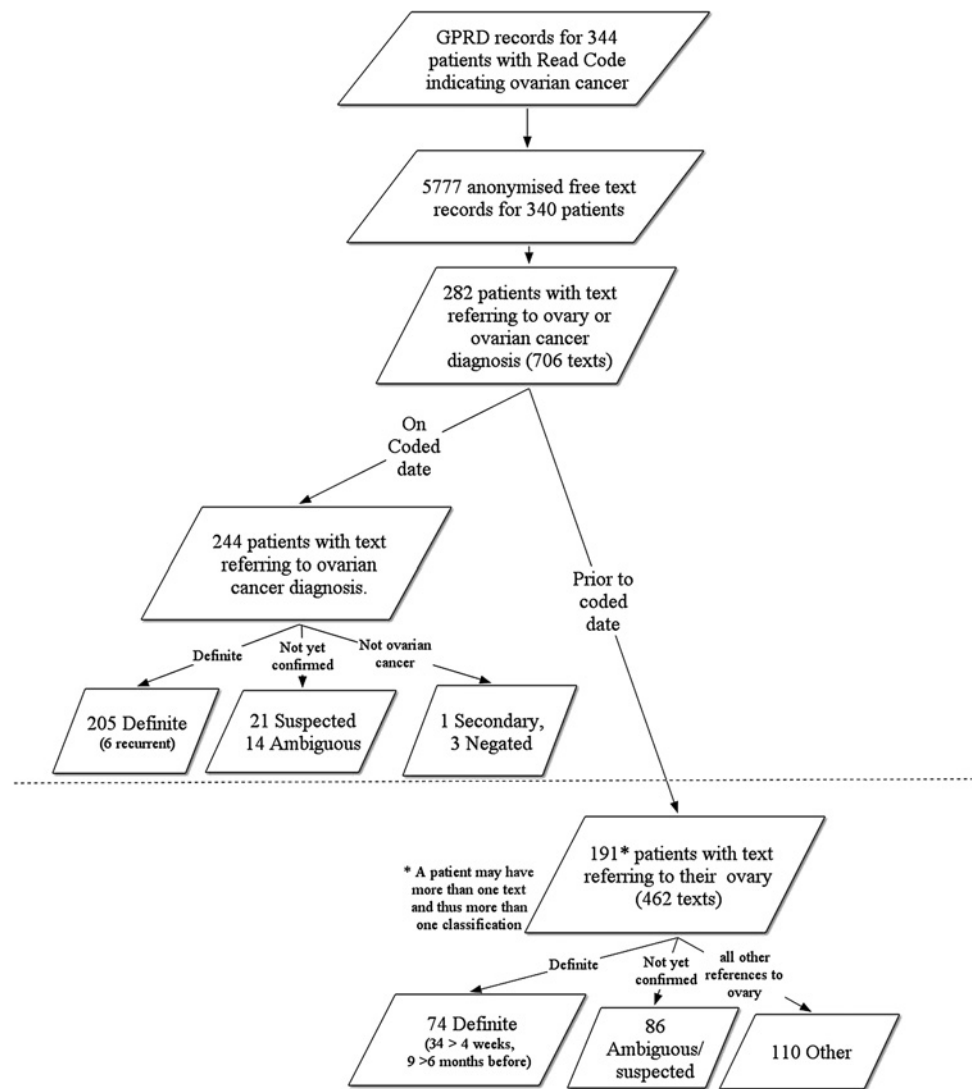 GPRD records for 344
patients with Read Code
indicating ovarian cancer
5777 anonymised free text
records for 340 patients
282 patients with text
referring to ovary or
ovarian cancer
diagnosis (706 texts)
On
Coded
date
244 patients with text
referring to ovarian
cancer diagnosis.
Prior to
coded
date
Definite
Not yet
confirmed
Not ovarian
cancer
205 Definite
(6 recurrent)
21 Suspected
14 Ambiguous
1 Secondary,
3 Negated
191* patients with text
referring to their ovary
(462 texts)
* A patient may have
more than one text
and thus more than
one classification
Definite
Not yet
confirmed
all other
references to
ovary
74 Definite
(34 > 4 weeks,
9 >6 months before)
86
Ambiguous/
suspected
110 Other